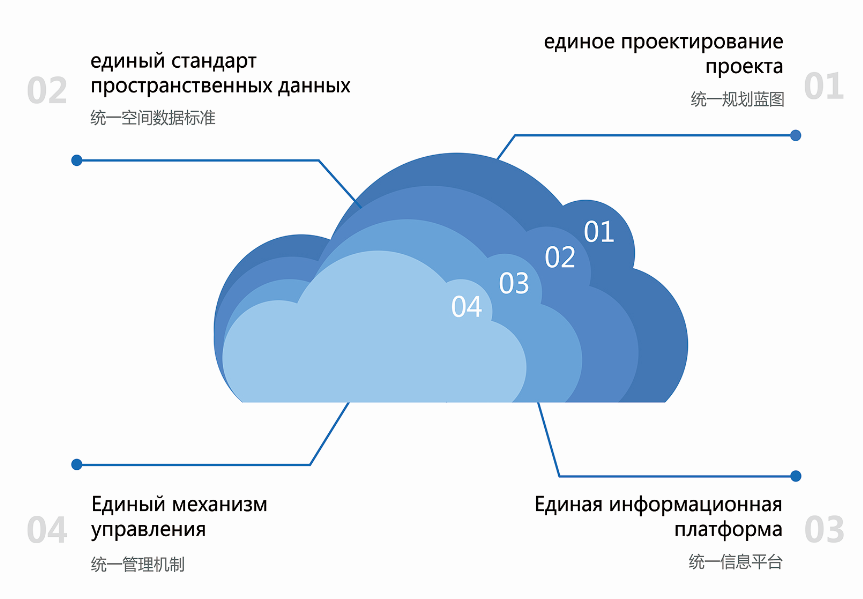 02
единый стандарт
пространственных данных
统一空间数据标准
единое проектирование
проекта
01
统一规划蓝图
01
02
03
04
04
Единый механизм
управления
统一管理机制
Единая информационная
платформа
03
统一信息平台